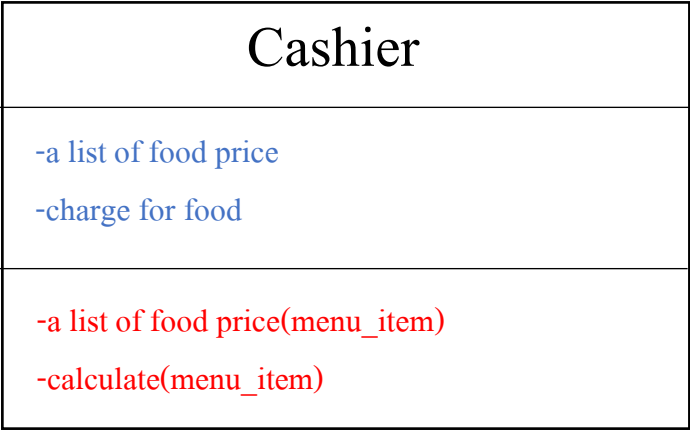 Cashier
-a list of food price
-charge for food
-a list of food price(menu_item)
-calculate(menu_item)